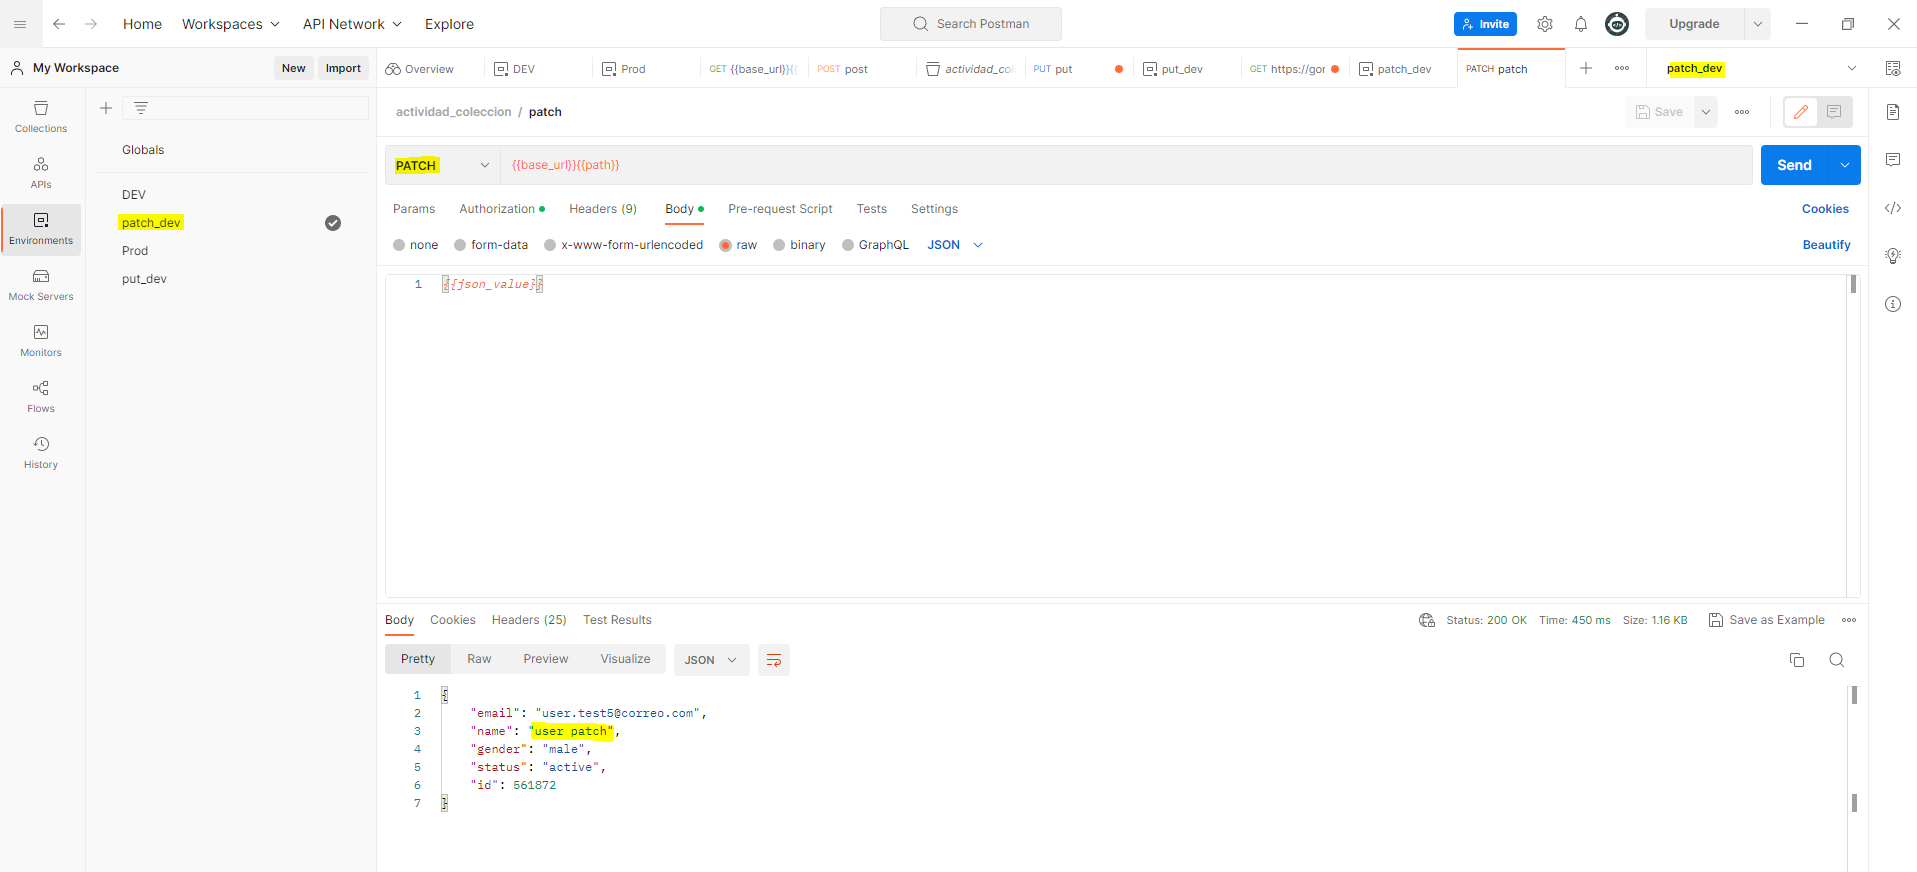 Home Workspaces API Network Explore Search Postman Invite Upgrade
My Workspace New Import Overview DEV Prod GET {{base_url}}{ POST post actividad_col PUT put put_dev GET https://gor patch_dev PATCH patch patch_dev
Collections
APIs
Environments
Mock Servers
Monitors
Flows
History
Globals
DEV
patch_dev
Prod
put_dev
actividad_coleccion / patch Save
PATCH {{base_url}}{{path}} Send
Params Authorization Headers (9) Body Pre-request Script Tests Settings Cookies
none form-data x-www-form-urlencoded raw binary GraphQL JSON Beautify
1 {{json_value}}
Body Cookies Headers (25) Test Results Status: 200 OK Time: 450 ms Size: 1.16 KB Save as Example
Pretty Raw Preview Visualize JSON
1 {
2 "email": "user.test5@correo.com",
3 "name": "user patch",
4 "gender": "male",
5 "status": "active",
6 "id": 561872
7 }